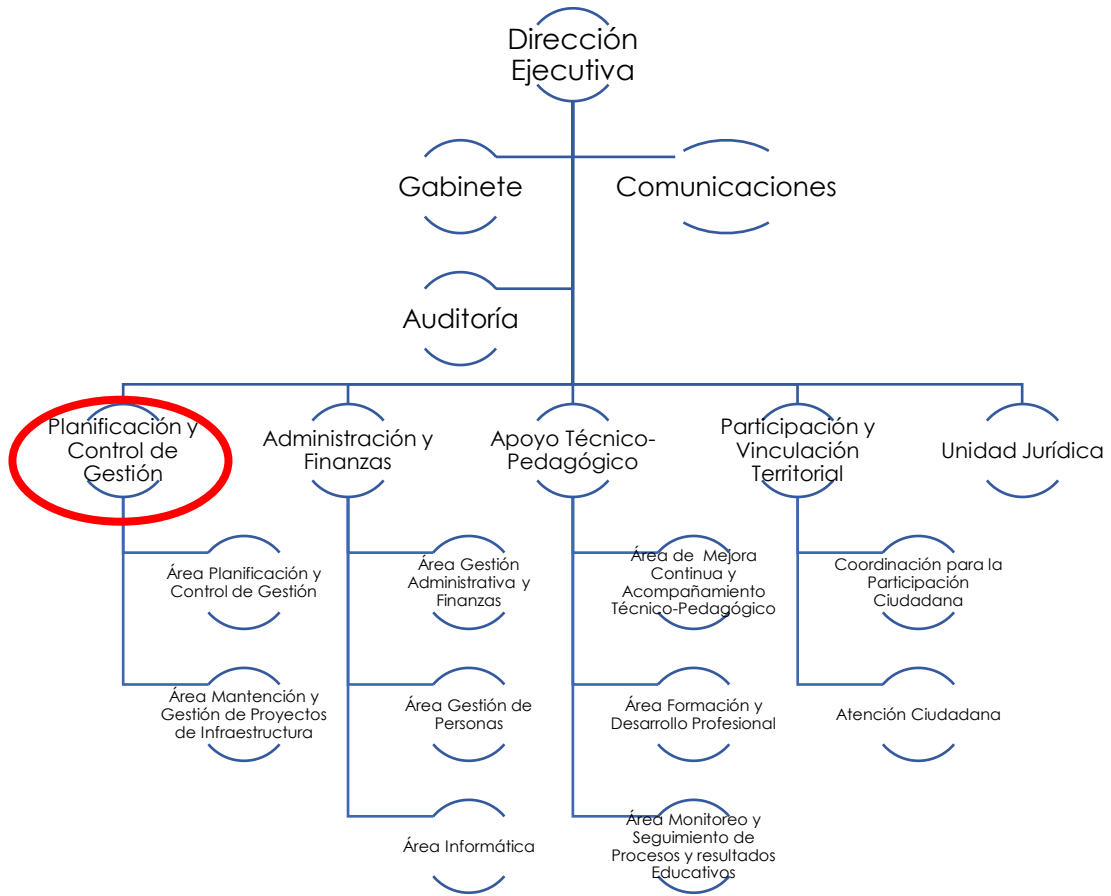 Dirección
Ejecutiva
Gabinete
Comunicaciones
Auditoría
Planificación y
Control de
Gestión
Administración y
Finanzas
Apoyo Técnico-
Pedagógico
Participación y
Vinculación
Territorial
Unidad Jurídica
Área Planificación y
Control de Gestión
Área Gestión
Administrativa y
Finanzas
Área de Mejora
Continua y
Acompañamiento
Técnico-Pedagógico
Coordinación para la
Participación
Ciudadana
Área Mantención y
Gestión de Proyectos
de Infraestructura
Área Gestión de
Personas
Área Formación y
Desarrollo Profesional
Atención Ciudadana
Área Informática
Área Monitoreo y
Seguimiento de
Procesos y resultados
Educativos